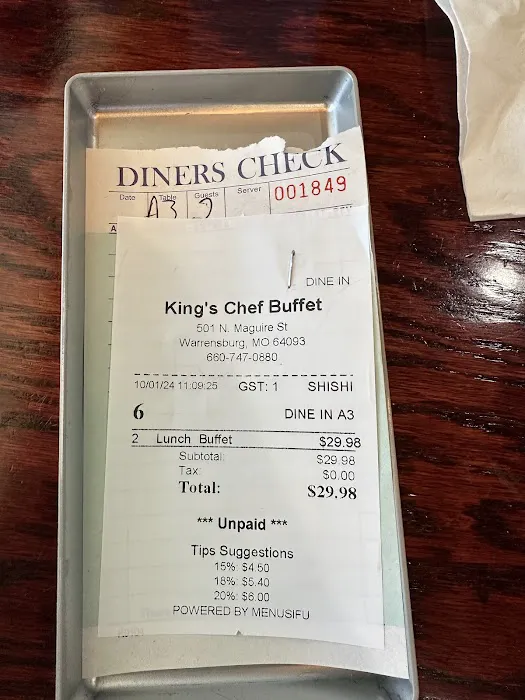 DINERS CHECK
Date Table Guests Server 001849
A3 2
DINE IN
King's Chef Buffet
501 N. Maguire St
Warrensburg, MO 64093
660-747-0880
10/01/24 11:09:25 GST: 1 SHISHI
6 DINE IN A3
2 Lunch Buffet $29.98
Subtotal: $29.98
Tax: $0.00
Total: $29.98
*** Unpaid ***
Tips Suggestions
15%: $4.50
18%: $5.40
20%: $6.00
POWERED BY MENUSIFU